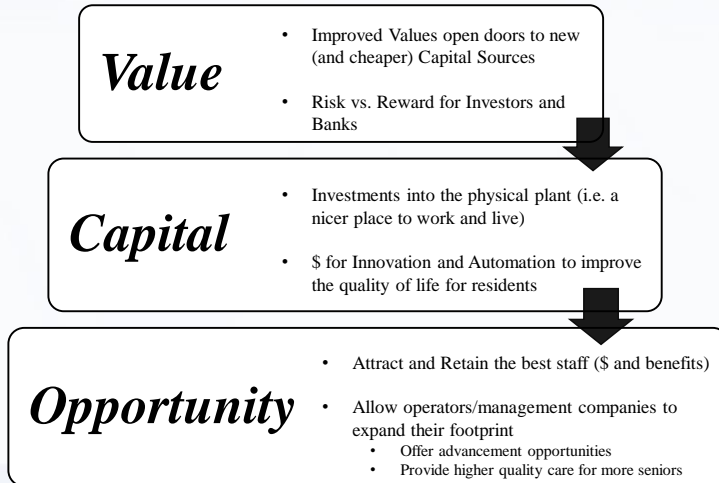 Value
• Improved Values open doors to new
(and cheaper) Capital Sources
• Risk vs. Reward for Investors and
Banks
Capital
• Investments into the physical plant (i.e. a
nicer place to work and live)
• $ for Innovation and Automation to improve
the quality of life for residents
Opportunity
• Attract and Retain the best staff ($ and benefits)
• Allow operators/management companies to
expand their footprint
• Offer advancement opportunities
• Provide higher quality care for more seniors